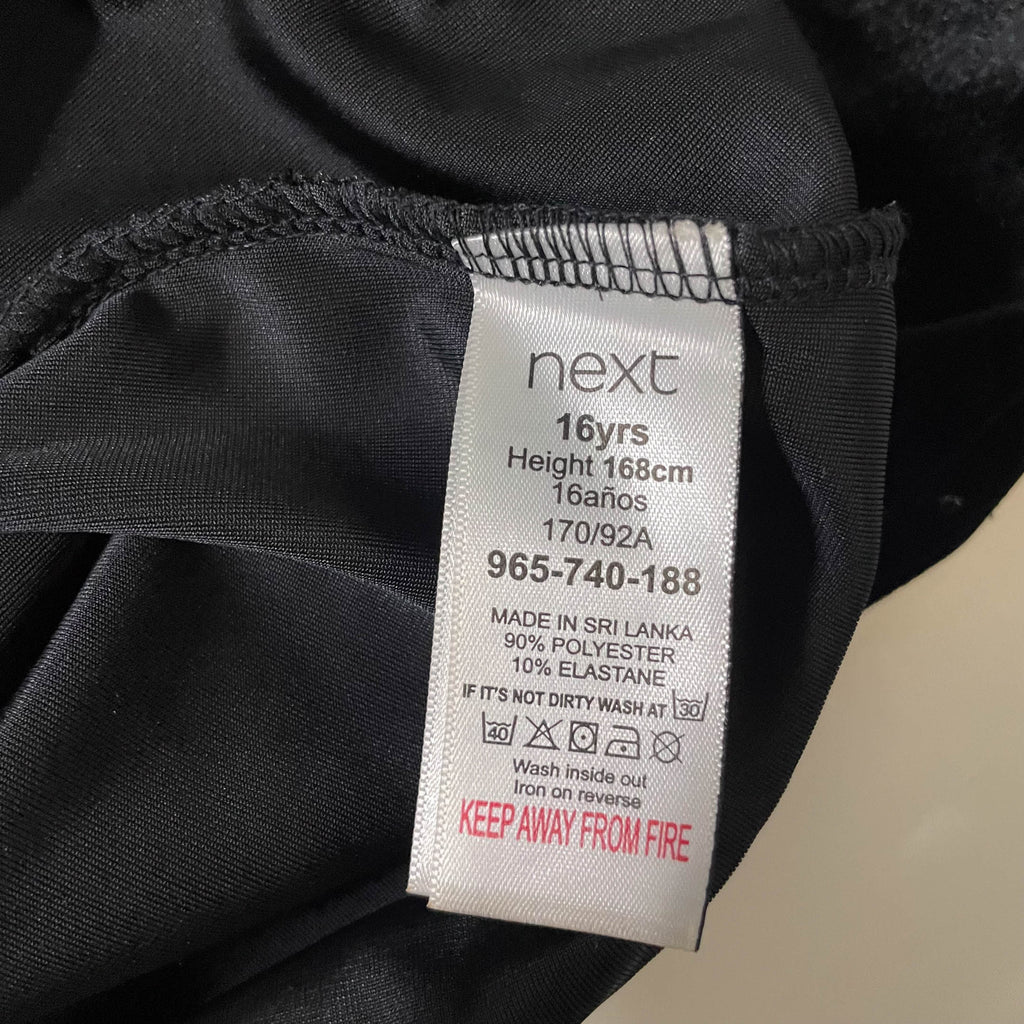 next
16yrs
Height 168cm
16años
170/92A
965-740-188
MADE IN SRI LANKA
90% POLYESTER
10% ELASTANE
IF IT'S NOT DIRTY WASH AT 30
40
Wash inside out
Iron on reverse
KEEP AWAY FROM FIRE